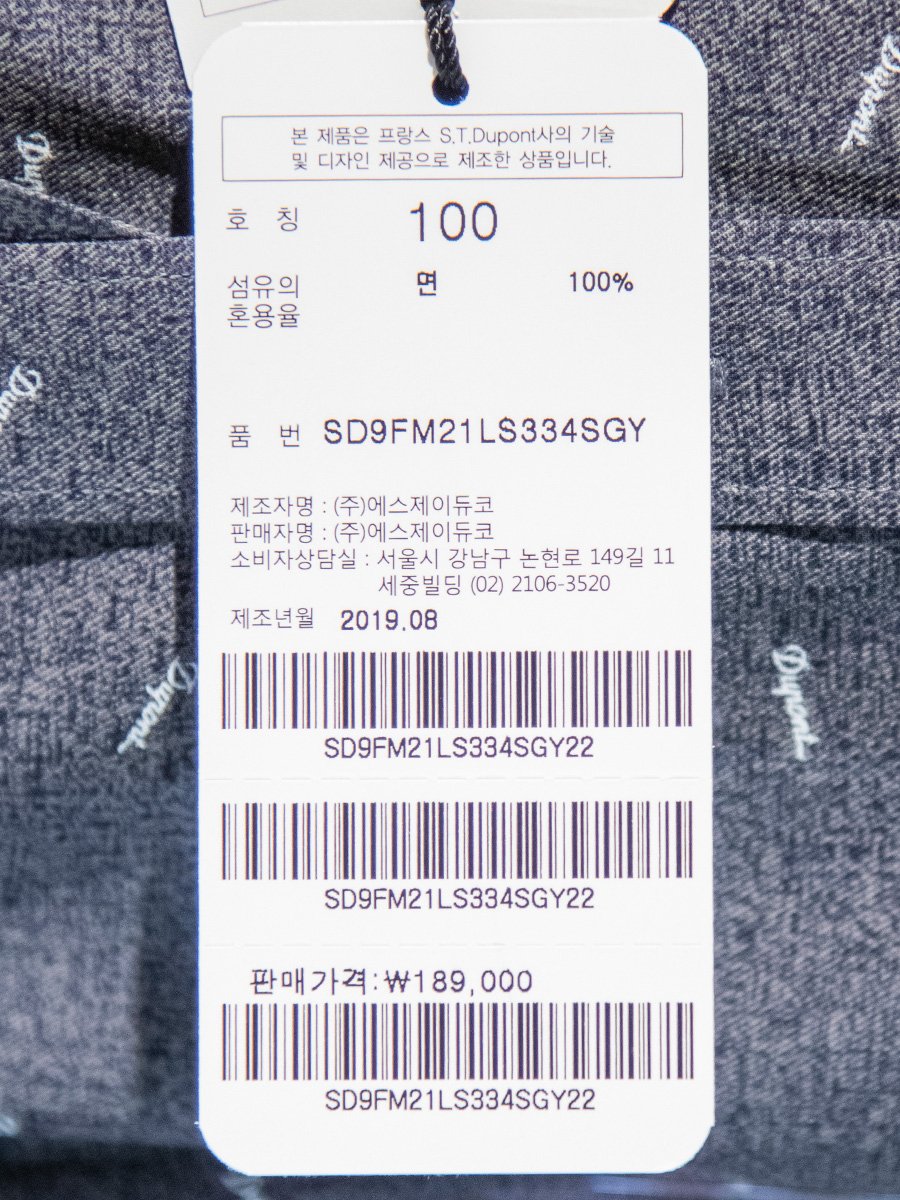 본 제품은 프랑스 S.T.Dupont사의 기술
및 디자인 제공으로 제조한 상품입니다.
호 칭 100
섬유의 면 100%
혼용율
품 번 SD9FM21LS334SGY
제조자명 : (주)에스제이듀코
판매자명 : (주)에스제이듀코
소비자상담실 : 서울시 강남구 논현로 149길 11
세중빌딩 (02) 2106-3520
제조년월 2019.08
SD9FM21LS334SGY22
SD9FM21LS334SGY22
판매가격:₩189,000
SD9FM21LS334SGY22
Dupont
Dupont
Dupont
Dupont